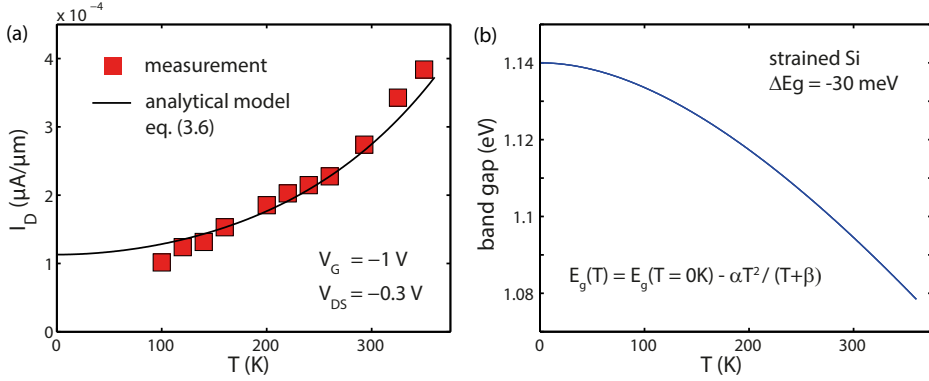 (a)
× 10⁻⁴
4
3
2
1
0
I_D (µA/µm)
measurement
analytical model
eq. (3.6)
V_G = −1 V
V_DS = −0.3 V
0
100
200
300
T (K)
(b)
1.14
1.12
1.10
1.08
band gap (eV)
strained Si
ΔEg = -30 meV
E_g(T) = E_g(T = 0K) - αT²/ (T+β)
0
100
200
300
T (K)